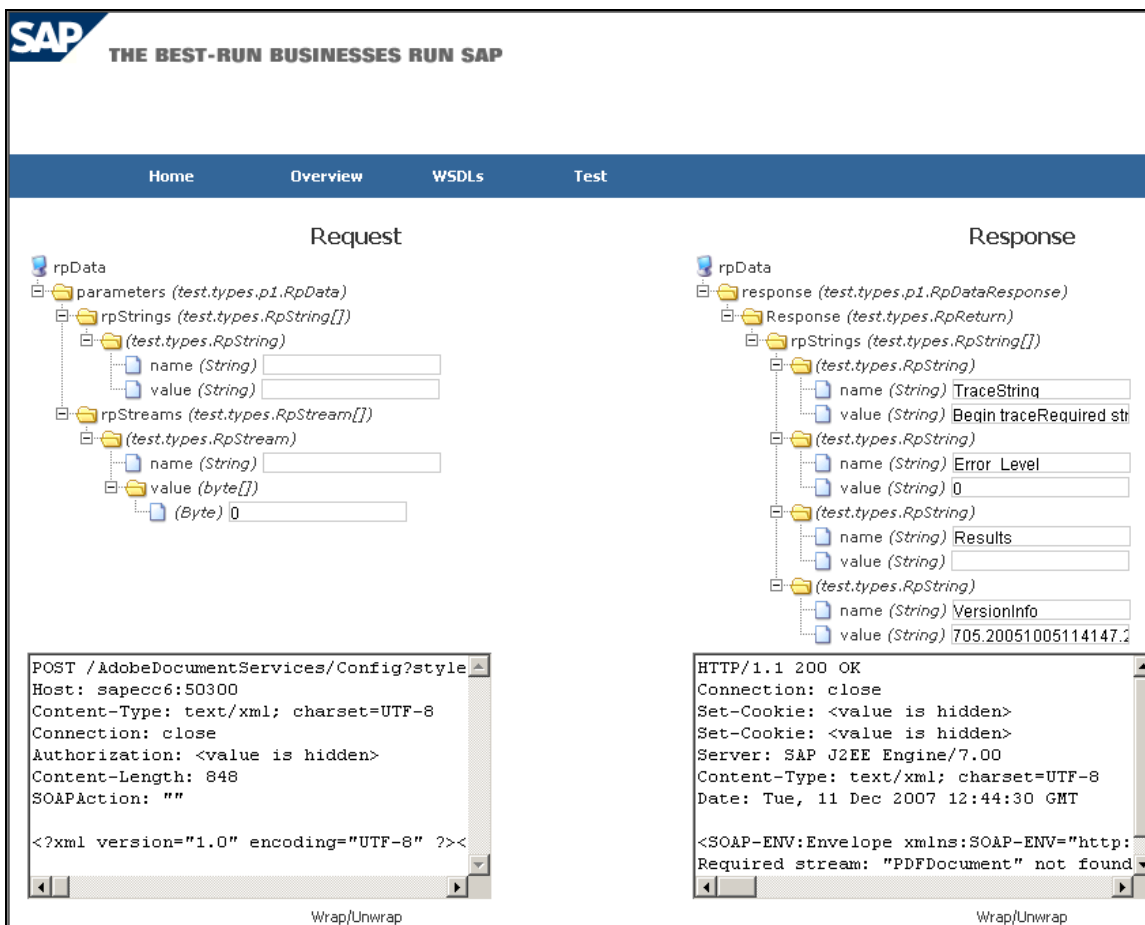 SAP
THE BEST-RUN BUSINESSES RUN SAP
Home Overview WSDLs Test
Request
rpData
parameters (test.types.p1.RpData)
rpStrings (test.types.RpString[])
(test.types.RpString)
name (String)
value (String)
rpStreams (test.types.RpStream[])
(test.types.RpStream)
name (String)
value (byte[])
(Byte) 0
POST /AdobeDocumentServices/Config?style
Host: sapecc6:50300
Content-Type: text/xml; charset=UTF-8
Connection: close
Authorization: <value is hidden>
Content-Length: 848
SOAPAction: ""
<?xml version="1.0" encoding="UTF-8" ?><
Wrap/Unwrap
Response
rpData
response (test.types.p1.RpDataResponse)
Response (test.types.RpReturn)
rpStrings (test.types.RpString[])
(test.types.RpString)
name (String) TraceString
value (String) Begin traceRequired str
(test.types.RpString)
name (String) Error_Level
value (String) 0
(test.types.RpString)
name (String) Results
value (String)
(test.types.RpString)
name (String) VersionInfo
value (String) 705.20051005114147.2
HTTP/1.1 200 OK
Connection: close
Set-Cookie: <value is hidden>
Set-Cookie: <value is hidden>
Server: SAP J2EE Engine/7.00
Content-Type: text/xml; charset=UTF-8
Date: Tue, 11 Dec 2007 12:44:30 GMT
<SOAP-ENV:Envelope xmlns:SOAP-ENV="http:
Required stream: "PDFDocument" not found
Wrap/Unwrap